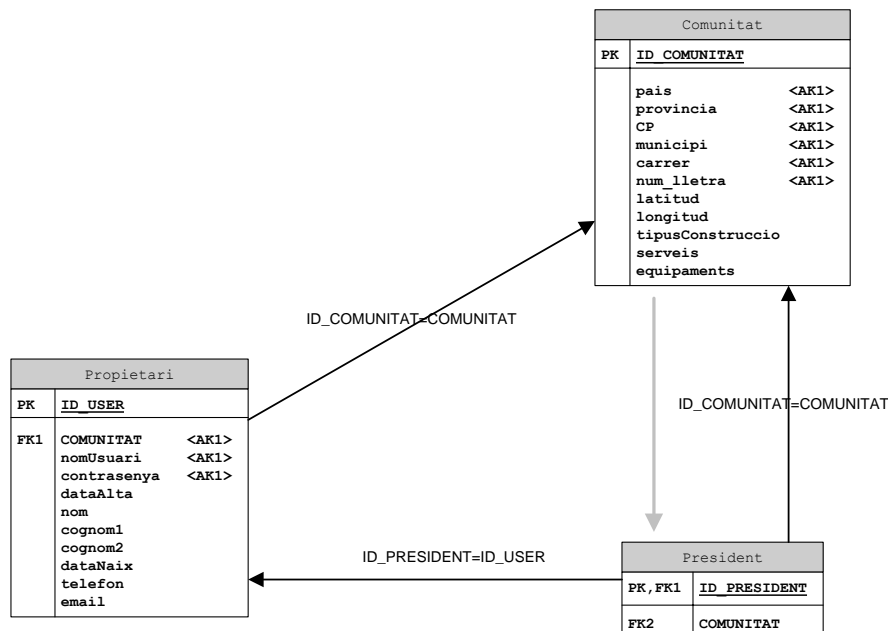 Comunitat
PK ID_COMUNITAT
pais <AK1>
provincia <AK1>
CP <AK1>
municipi <AK1>
carrer <AK1>
num_lletra <AK1>
latitud
longitud
tipusConstruccio
serveis
equipaments
ID_COMUNITAT=COMUNITAT
Propietari
PK ID_USER
FK1 COMUNITAT <AK1>
nomUsuari <AK1>
contrasenya <AK1>
dataAlta
nom
cognom1
cognom2
dataNaix
telefon
email
ID_COMUNITAT=COMUNITAT
ID_PRESIDENT=ID_USER
President
PK,FK1 ID_PRESIDENT
FK2 COMUNITAT